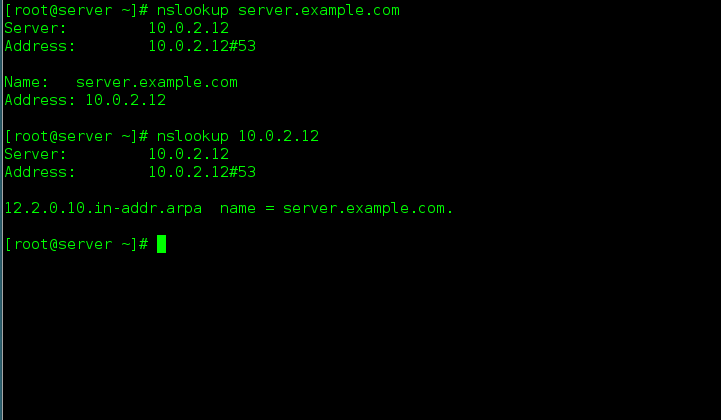 [root@server ~]# nslookup server.example.com
Server:         10.0.2.12
Address:        10.0.2.12#53
Name:   server.example.com
Address: 10.0.2.12
[root@server ~]# nslookup 10.0.2.12
Server:         10.0.2.12
Address:        10.0.2.12#53
12.2.0.10.in-addr.arpa  name = server.example.com.
[root@server ~]#